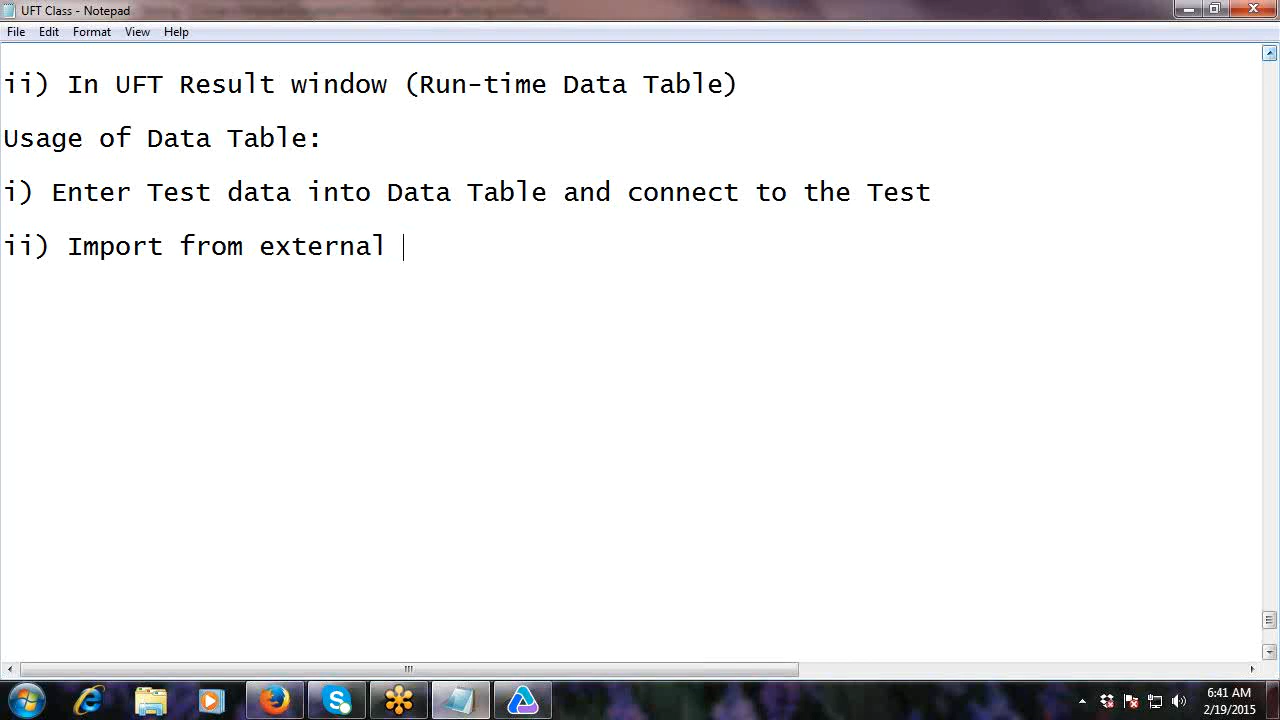 UFT Class - Notepad
File Edit Format View Help
ii) In UFT Result window (Run-time Data Table)
Usage of Data Table:
i) Enter Test data into Data Table and connect to the Test
ii) Import from external
6:41 AM
2/19/2015